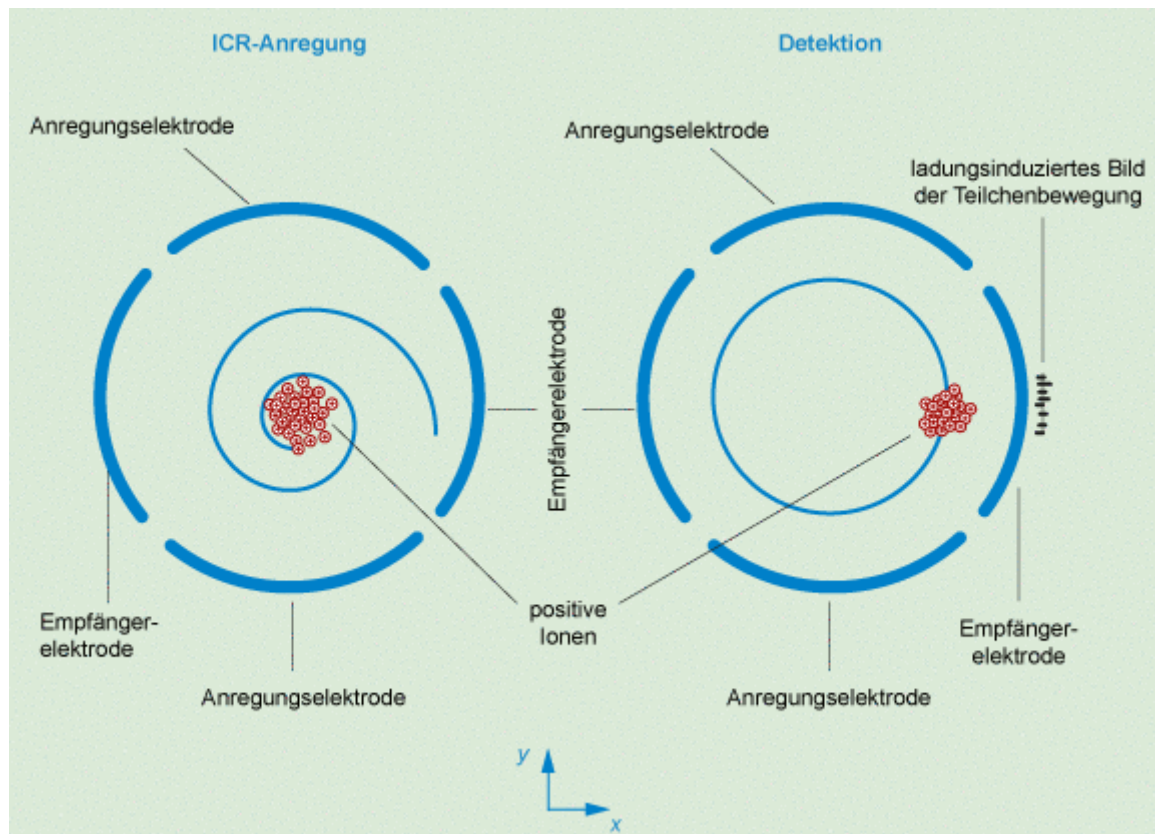 ICR-Anregung
Detektion
Anregungselektrode
Anregungselektrode
ladungsinduziertes Bild
der Teilchenbewegung
Empfängerelektrode
positive
Ionen
Empfänger-
elektrode
Empfänger-
elektrode
Anregungselektrode
Anregungselektrode
y
x